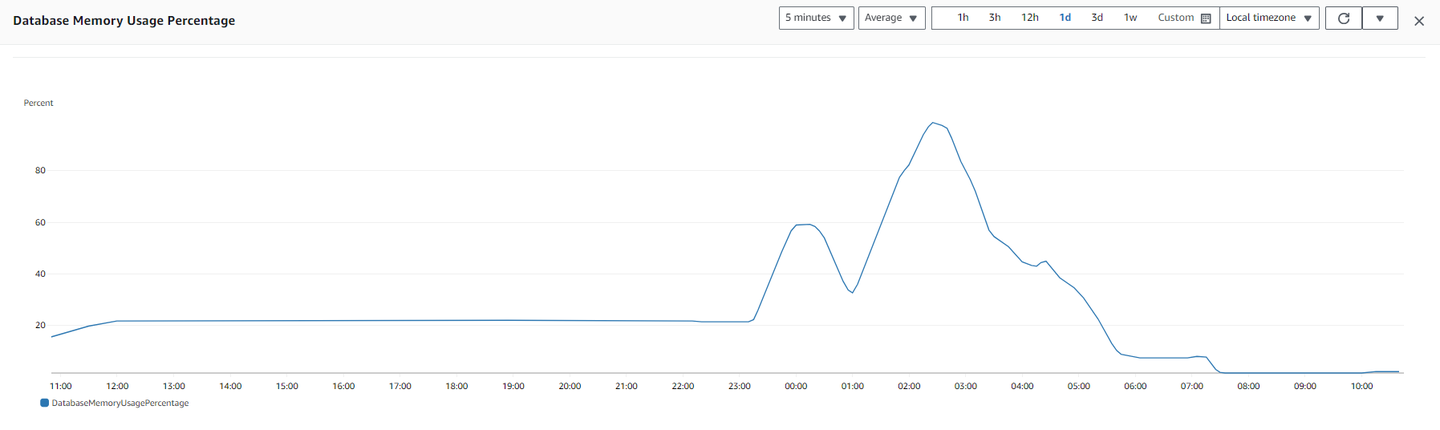 Database Memory Usage Percentage
5 minutes Average 1h 3h 12h 1d 3d 1w Custom Local timezone
Percent
80
60
40
20
11:00 12:00 13:00 14:00 15:00 16:00 17:00 18:00 19:00 20:00 21:00 22:00 23:00 00:00 01:00 02:00 03:00 04:00 05:00 06:00 07:00 08:00 09:00 10:00
DatabaseMemoryUsagePercentage